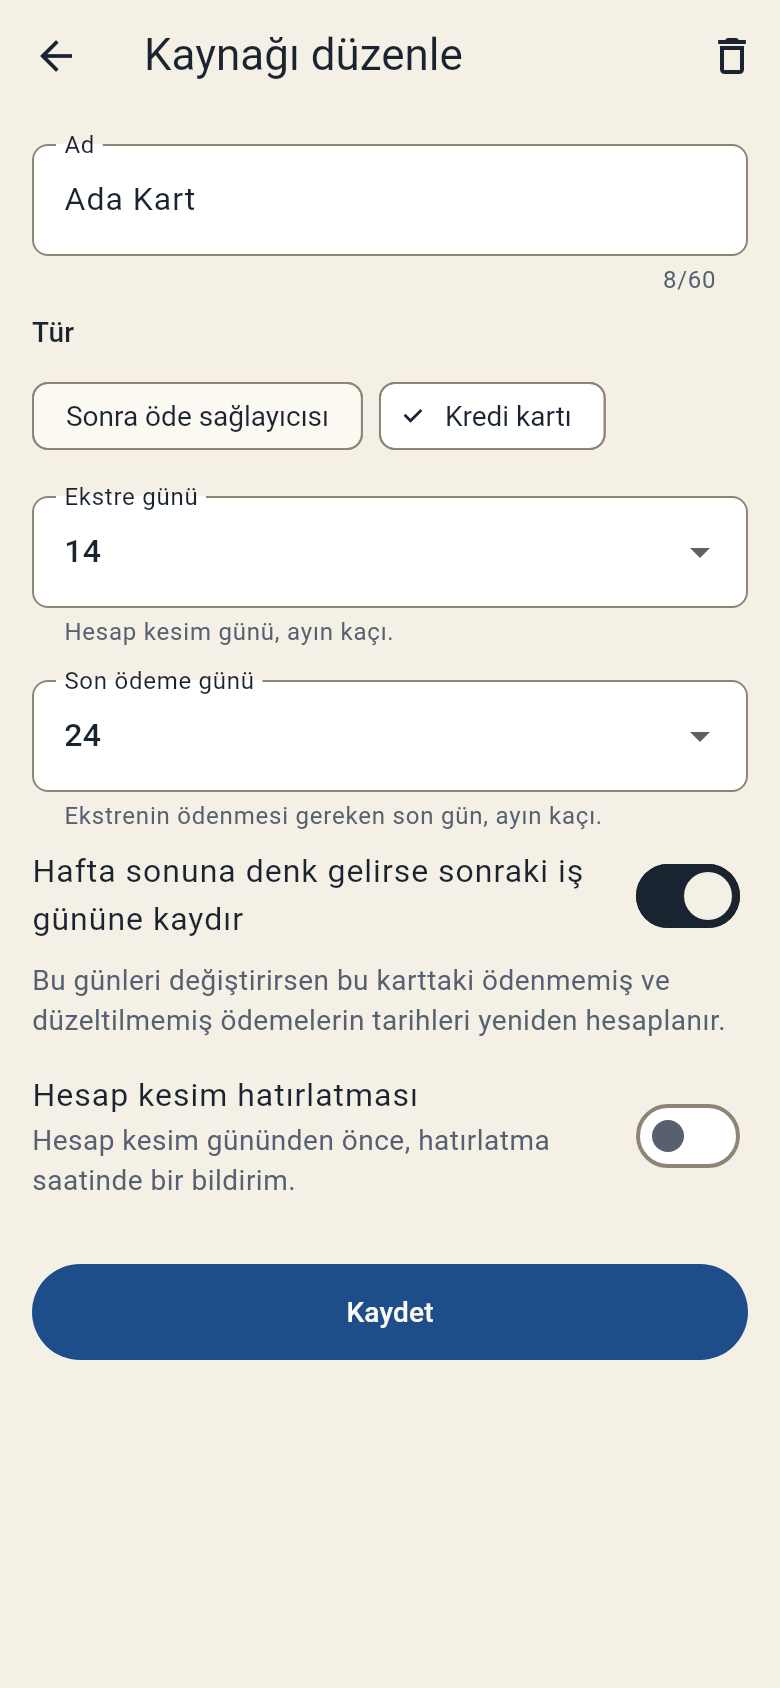 Kaynağı düzenle
Ad
Ada Kart
8/60
Tür
Sonra öde sağlayıcısı
Kredi kartı
Ekstre günü
14
Hesap kesim günü, ayın kaçı.
Son ödeme günü
24
Ekstrenin ödenmesi gereken son gün, ayın kaçı.
Hafta sonuna denk gelirse sonraki iş
gününe kaydır
Bu günleri değiştirirsen bu karttaki ödenmemiş ve
düzeltilmemiş ödemelerin tarihleri yeniden hesaplanır.
Hesap kesim hatırlatması
Hesap kesim gününden önce, hatırlatma
saatinde bir bildirim.
Kaydet